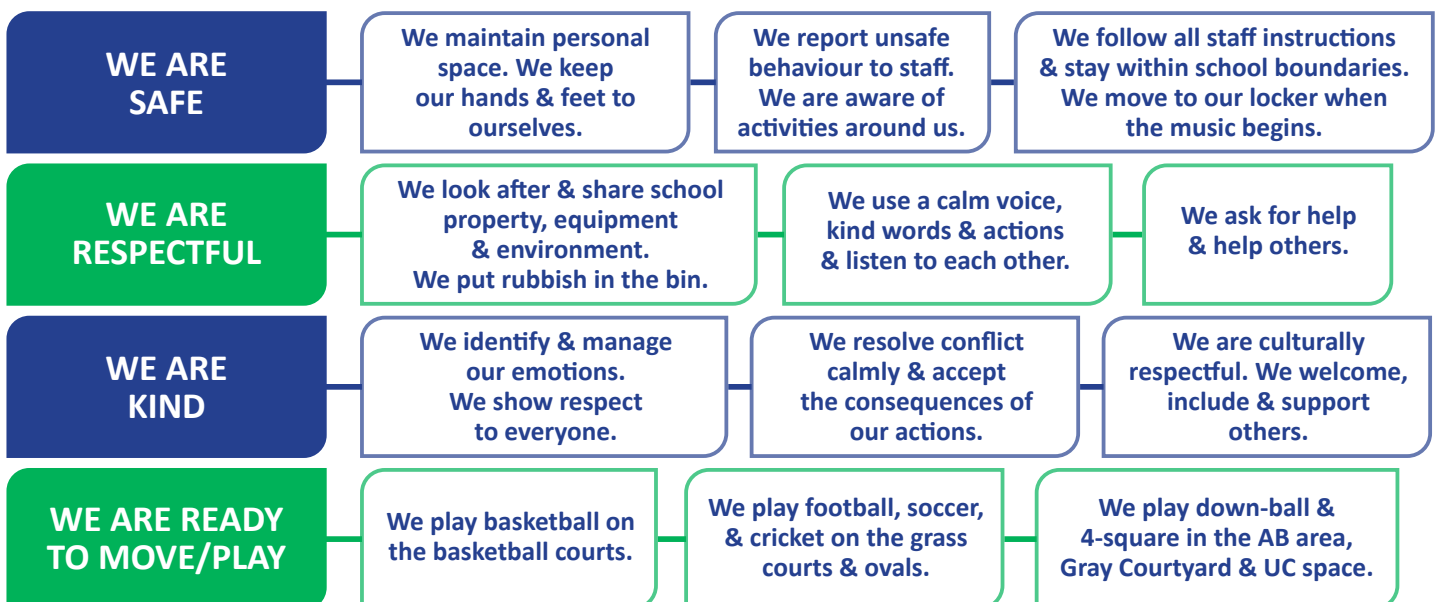 WE ARE
SAFE
We maintain personal
space. We keep
our hands & feet to
ourselves.
We report unsafe
behaviour to staff.
We are aware of
activities around us.
We follow all staff instructions
& stay within school boundaries.
We move to our locker when
the music begins.
WE ARE
RESPECTFUL
We look after & share school
property, equipment
& environment.
We put rubbish in the bin.
We use a calm voice,
kind words & actions
& listen to each other.
We ask for help
& help others.
WE ARE
KIND
We identify & manage
our emotions.
We show respect
to everyone.
We resolve conflict
calmly & accept
the consequences of
our actions.
We are culturally
respectful. We welcome,
include & support
others.
WE ARE READY
TO MOVE/PLAY
We play basketball on
the basketball courts.
We play football, soccer,
& cricket on the grass
courts & ovals.
We play down-ball &
4-square in the AB area,
Gray Courtyard & UC space.